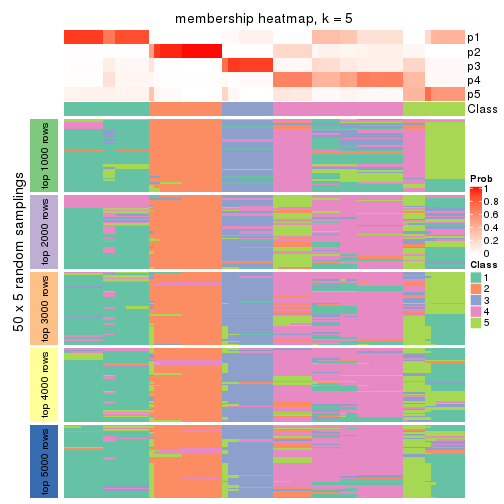 membership heatmap, k = 5
p1
p2
p3
p4
p5
Class
50 x 5 random samplings
top 1000 rows
top 2000 rows
top 3000 rows
top 4000 rows
top 5000 rows
Prob
1
0.8
0.6
0.4
0.2
0
Class
1
2
3
4
5